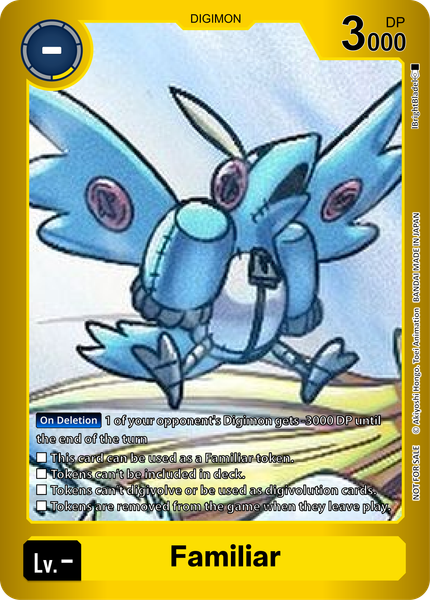 DIGIMON
-
DP
3000
On Deletion 1 of your opponent's Digimon gets -3000 DP until
the end of the turn
□ This card can be used as a Familiar token.
□ Tokens can't be included in deck.
□ Tokens can't digivolve or be used as digivolution cards.
□ Tokens are removed from the game when they leave play.
Lv.-
Familiar
NOT FOR SALE © Akiyoshi Hongo, Toei Animation BANDAI MADE IN JAPAN